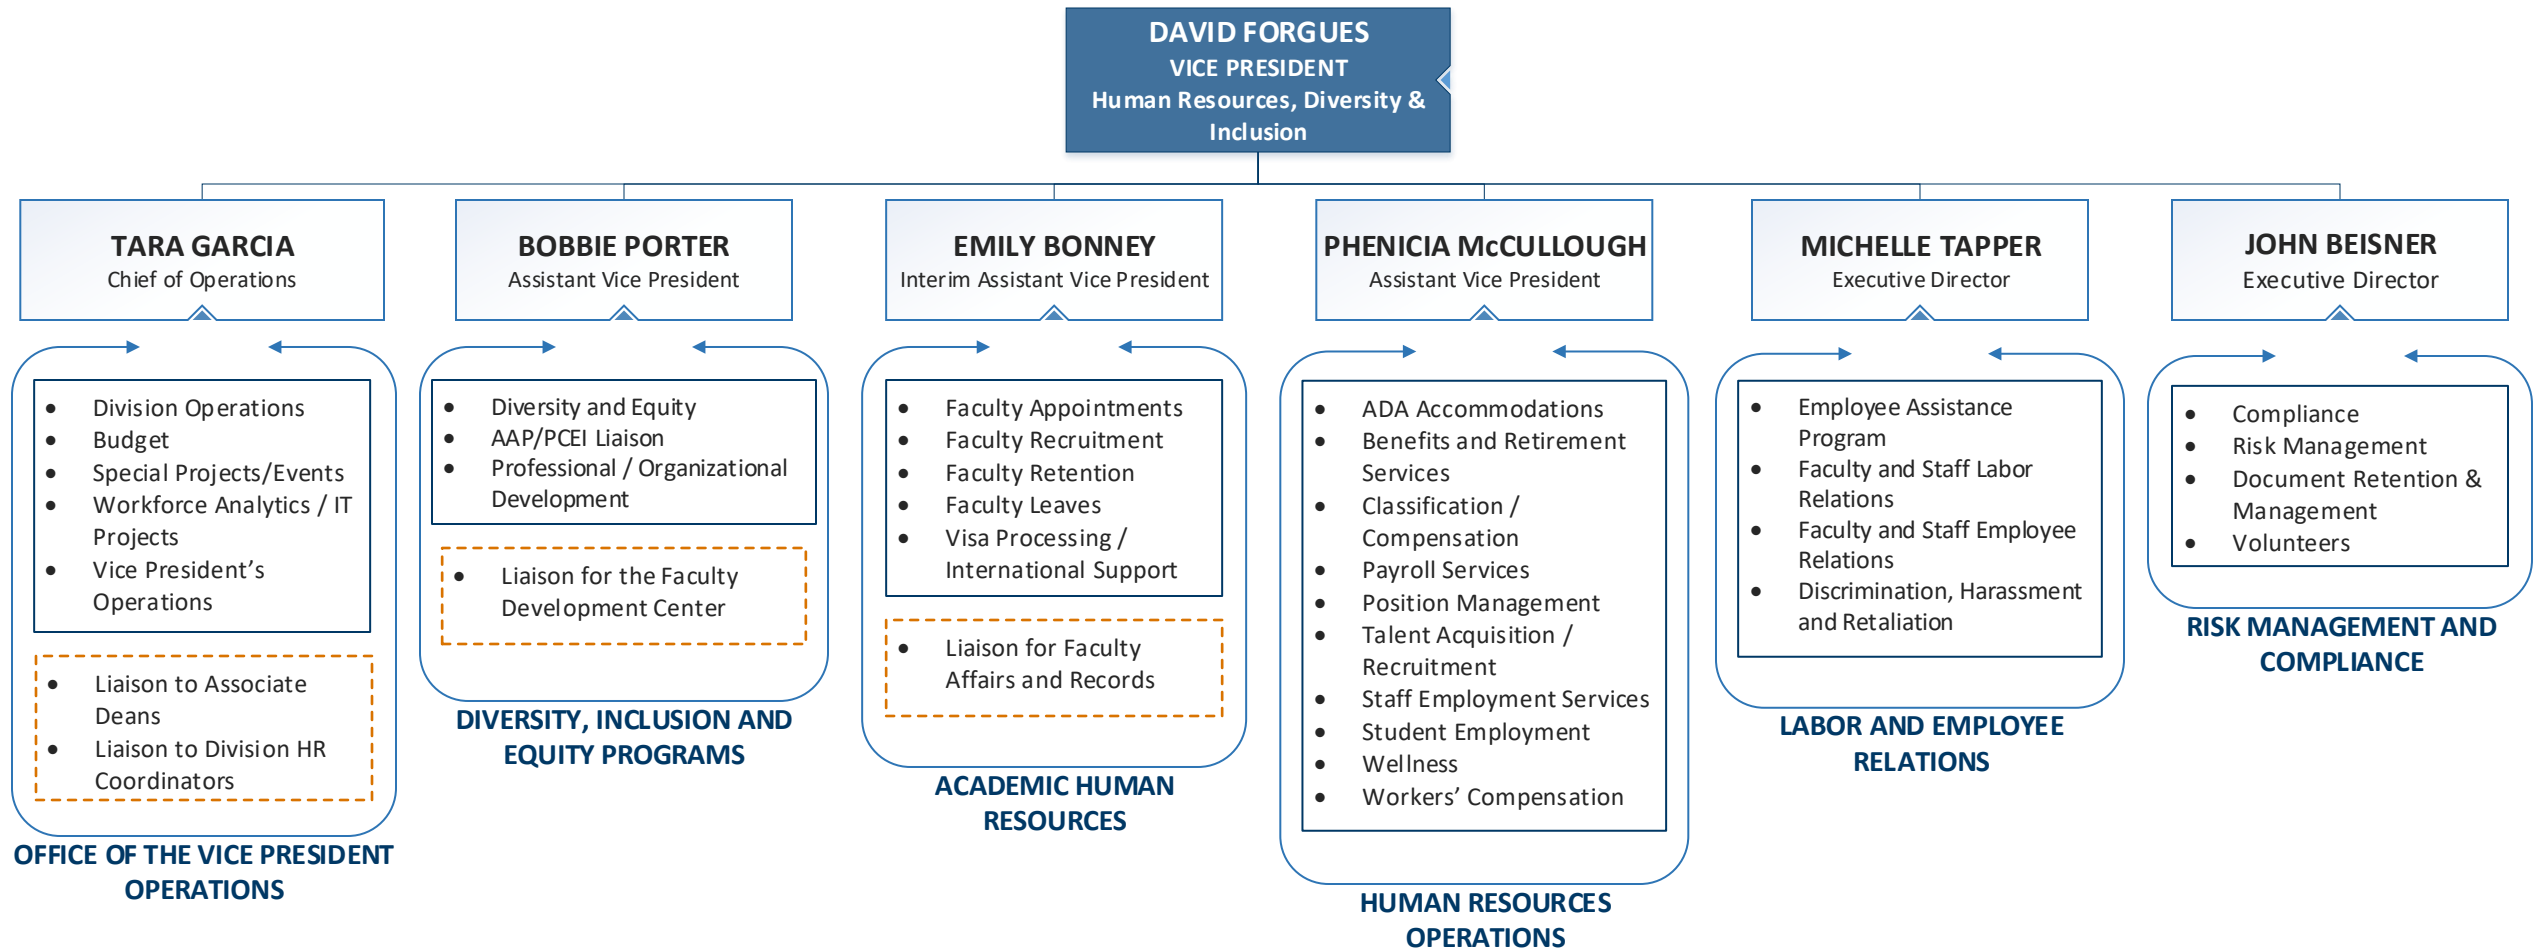 DAVID FORGUES
VICE PRESIDENT
Human Resources, Diversity &
Inclusion
TARA GARCIA
Chief of Operations
• Division Operations
• Budget
• Special Projects/Events
• Workforce Analytics / IT
Projects
• Vice President’s
Operations
• Liaison to Associate
Deans
• Liaison to Division HR
Coordinators
OFFICE OF THE VICE PRESIDENT
OPERATIONS
BOBBIE PORTER
Assistant Vice President
• Diversity and Equity
• AAP/PCEI Liaison
• Professional / Organizational
Development
• Liaison for the Faculty
Development Center
DIVERSITY, INCLUSION AND
EQUITY PROGRAMS
EMILY BONNEY
Interim Assistant Vice President
• Faculty Appointments
• Faculty Recruitment
• Faculty Retention
• Faculty Leaves
• Visa Processing /
International Support
• Liaison for Faculty
Affairs and Records
ACADEMIC HUMAN
RESOURCES
PHENICIA McCULLOUGH
Assistant Vice President
• ADA Accommodations
• Benefits and Retirement
Services
• Classification /
Compensation
• Payroll Services
• Position Management
• Talent Acquisition /
Recruitment
• Staff Employment Services
• Student Employment
• Wellness
• Workers’ Compensation
HUMAN RESOURCES
OPERATIONS
MICHELLE TAPPER
Executive Director
• Employee Assistance
Program
• Faculty and Staff Labor
Relations
• Faculty and Staff Employee
Relations
• Discrimination, Harassment
and Retaliation
LABOR AND EMPLOYEE
RELATIONS
JOHN BEISNER
Executive Director
• Compliance
• Risk Management
• Document Retention &
Management
• Volunteers
RISK MANAGEMENT AND
COMPLIANCE